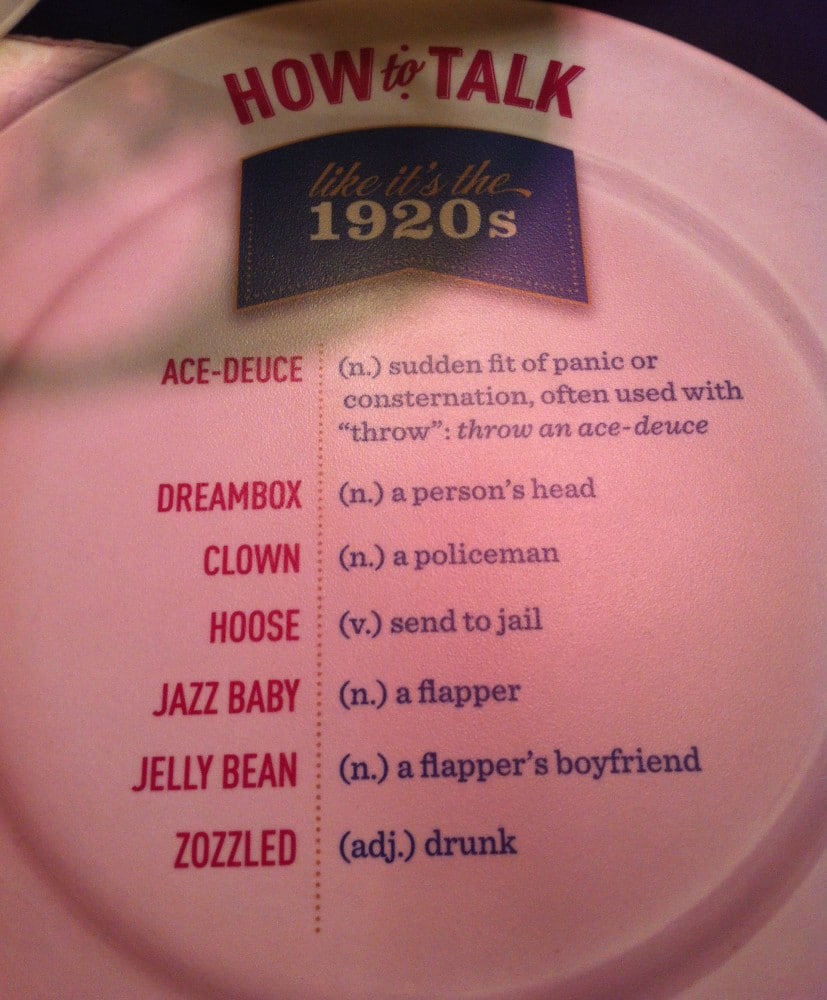 HOW to TALK
like it's the
1920s
ACE-DEUCE (n.) sudden fit of panic or
consternation, often used with
“throw”: throw an ace-deuce
DREAMBOX (n.) a person's head
CLOWN (n.) a policeman
HOOSE (v.) send to jail
JAZZ BABY (n.) a flapper
JELLY BEAN (n.) a flapper's boyfriend
ZOZZLED (adj.) drunk